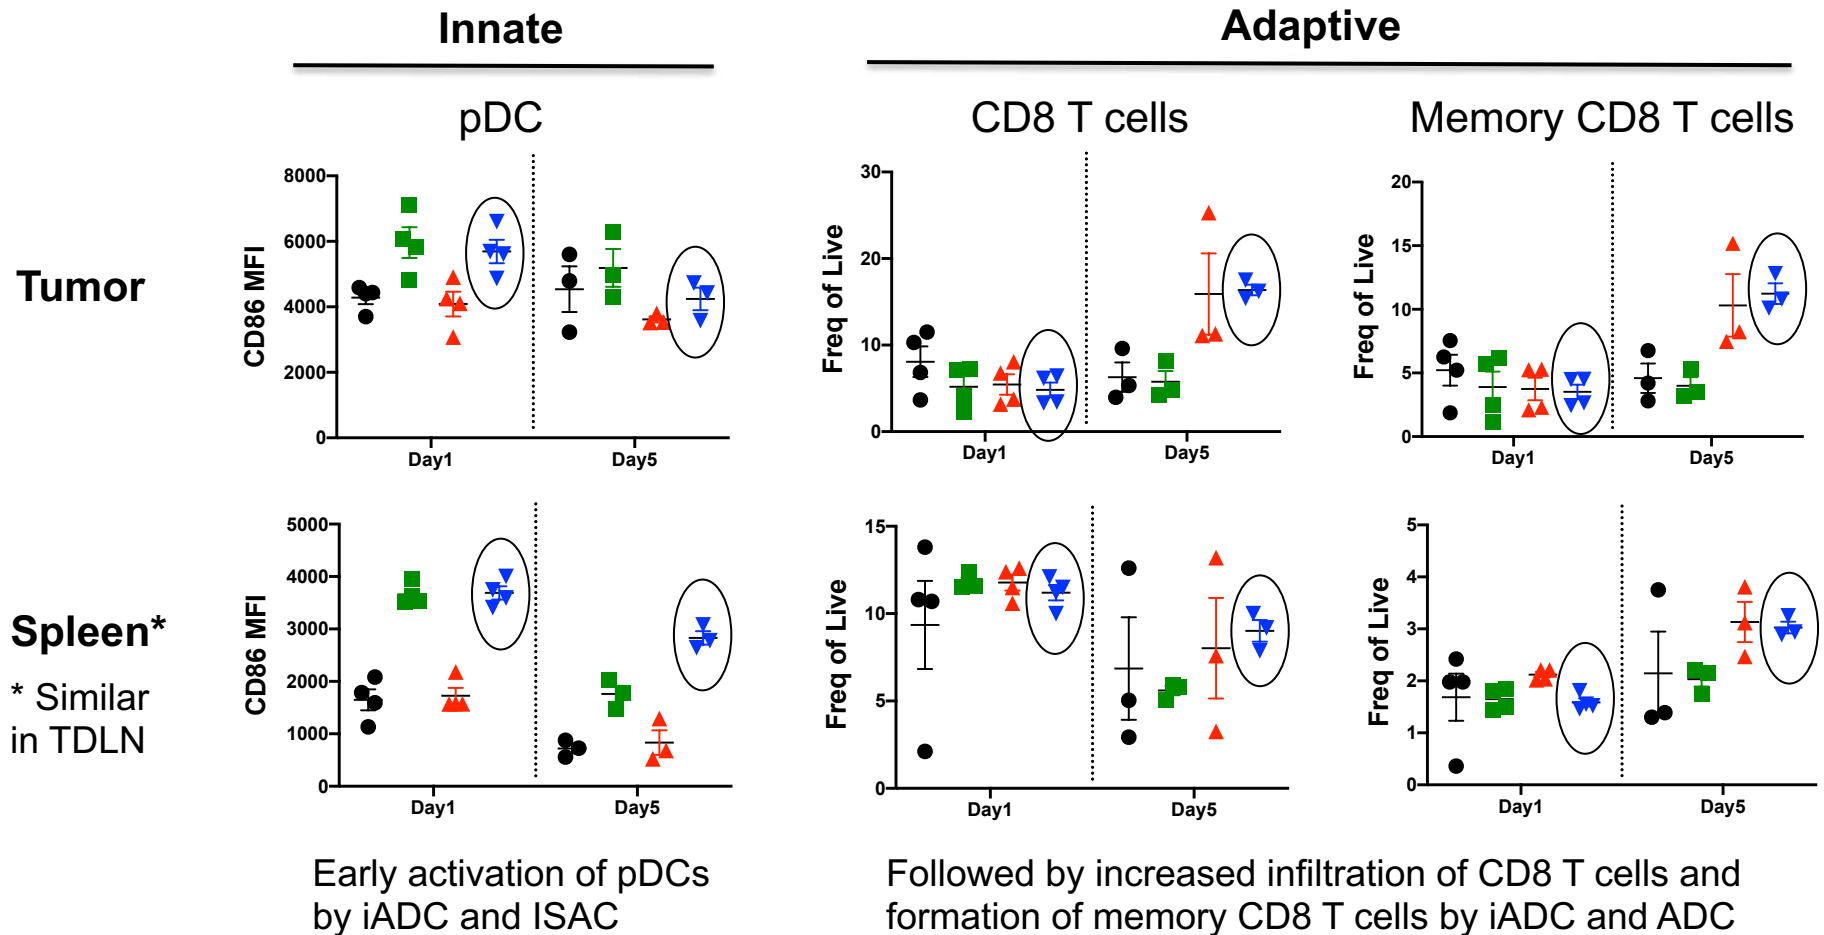 Innate
Adaptive
pDC
CD8 T cells
Memory CD8 T cells
Tumor
CD86 MFI
8000
6000
4000
2000
0
Day1
Day5
Freq of Live
30
20
10
0
Day1
Day5
Freq of Live
20
15
10
5
0
Day1
Day5
Spleen*
* Similar
in TDLN
CD86 MFI
5000
4000
3000
2000
1000
0
Day1
Day5
Freq of Live
15
10
5
0
Day1
Day5
Freq of Live
5
4
3
2
1
0
Day1
Day5
Early activation of pDCs
by iADC and ISAC
Followed by increased infiltration of CD8 T cells and
formation of memory CD8 T cells by iADC and ADC